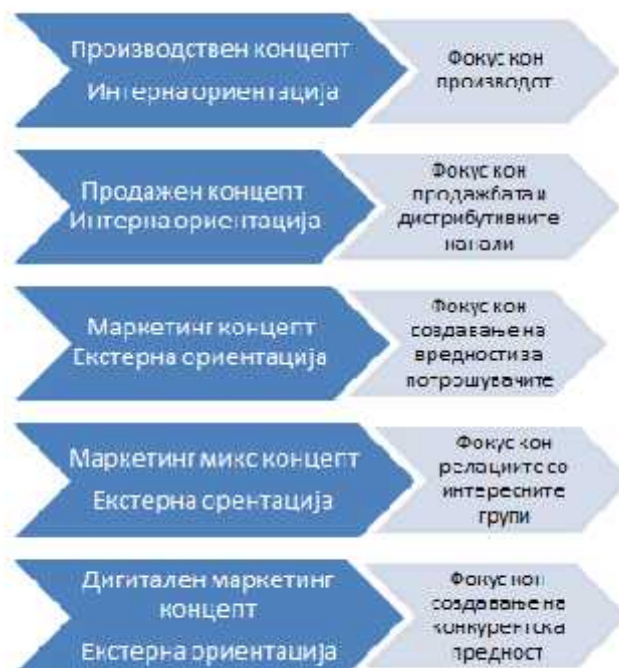 Производствен концепт
Интерна ориентација
Фокус кон
производот
Продажен концепт
Интерна ориентација
Фокус кон
продажбата и
дистрибутивните
канали
Маркетинг концепт
Екстерна ориентација
Фокус кон
создавање на
вредности за
потрошувачите
Маркетинг микс концепт
Екстерна срентација
Фокус кон
релациите со
интересните
групи
Дигитален маркетинг
концепт
Екстерна ориентација
Фокус кон
создавање на
конкурентска
предност